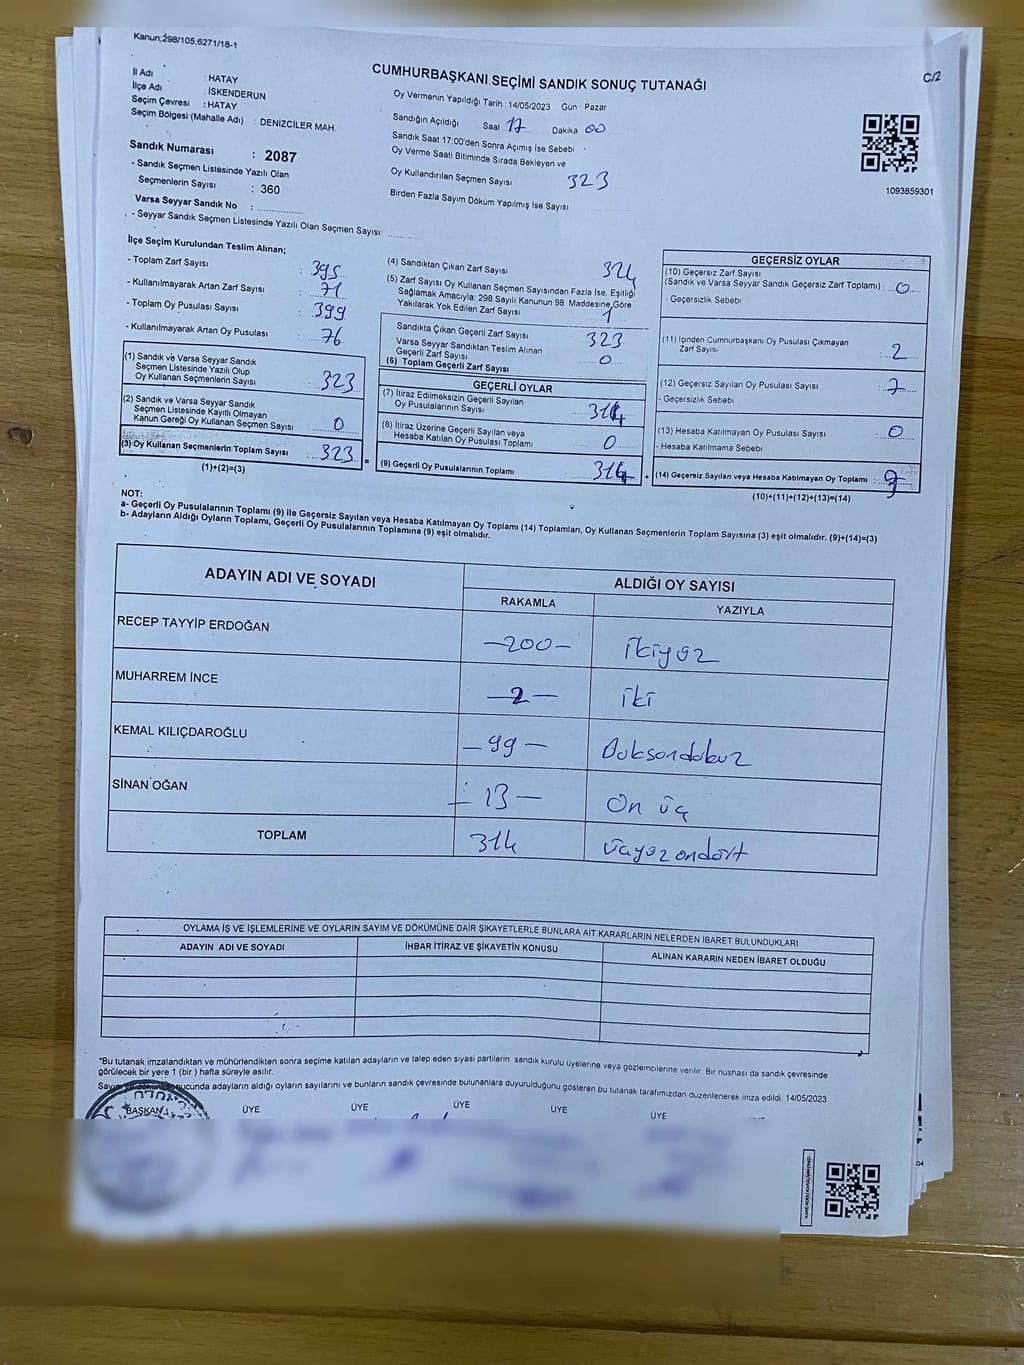 Kanun;298/105,6271/18-1
C/2
CUMHURBAŞKANI SEÇİMİ SANDIK SONUÇ TUTANAĞI
İl Adı : HATAY
İlçe Adı : İSKENDERUN
Seçim Çevresi : HATAY
Seçim Bölgesi (Mahalle Adı) : DENİZCİLER MAH.
Sandık Numarası : 2087
- Sandık Seçmen Listesinde Yazılı Olan
Seçmenlerin Sayısı : 360
Varsa Seyyar Sandık No :
- Seyyar Sandık Seçmen Listesinde Yazılı Olan Seçmen Sayısı:
Oy Vermenin Yapıldığı Tarih : 14/05/2023 Gün Pazar
Sandığın Açıldığı Saat 17 Dakika 00
Sandık Saat 17:00'den Sonra Açılmış İse Sebebi
Oy Verme Saati Bitiminde Sırada Bekleyen ve
Oy Kullandırılan Seçmen Sayısı 323
Birden Fazla Sayım Döküm Yapılmış İse Sayısı
1093859301
İlçe Seçim Kurulundan Teslim Alınan;
- Toplam Zarf Sayısı : 395
- Kullanılmayarak Artan Zarf Sayısı : 71
- Toplam Oy Pusulası Sayısı : 399
- Kullanılmayarak Artan Oy Pusulası : 76
(1) Sandık ve Varsa Seyyar Sandık
Seçmen Listesinde Yazılı Olup
Oy Kullanan Seçmenlerin Sayısı : 323
(2) Sandık ve Varsa Seyyar Sandık
Seçmen Listesinde Kayıtlı Olmayan
Kanun Gereği Oy Kullanan Seçmen Sayısı 0
(3) Oy Kullanan Seçmenlerin Toplam Sayısı : 323
(1)+(2)=(3)
(4) Sandıktan Çıkan Zarf Sayısı 324
(5) Zarf Sayısı Oy Kullanan Seçmen Sayısından Fazla İse, Eşitliği
Sağlamak Amacıyla; 298 Sayılı Kanunun 98. Maddesine Göre
Yakılarak Yok Edilen Zarf Sayısı 1
Sandıkta Çıkan Geçerli Zarf Sayısı 323
Varsa Seyyar Sandıktan Teslim Alınan
Geçerli Zarf Sayısı 0
(6) Toplam Geçerli Zarf Sayısı
GEÇERLİ OYLAR
(7) İtiraz Edilmeksizin Geçerli Sayılan
Oy Pusulalarının Sayısı 314
(8) İtiraz Üzerine Geçerli Sayılan veya
Hesaba Katılan Oy Pusulası Toplamı 0
(9) Geçerli Oy Pusulalarının Toplamı 314
GEÇERSİZ OYLAR
(10) Geçersiz Zarf Sayısı
(Sandık ve Varsa Seyyar Sandık Geçersiz Zarf Toplamı) : 0
- Geçersizlik Sebebi
(11) İçinden Cumhurbaşkanı Oy Pusulası Çıkmayan
Zarf Sayısı : 2
(12) Geçersiz Sayılan Oy Pusulası Sayısı : 7
- Geçersizlik Sebebi
(13) Hesaba Katılmayan Oy Pusulası Sayısı : 0
- Hesaba Katılmama Sebebi
(14) Geçersiz Sayılan veya Hesaba Katılmayan Oy Toplamı : 9
(10)+(11)+(12)+(13)=(14)
NOT:
a- Geçerli Oy Pusulalarının Toplamı (9) ile Geçersiz Sayılan veya Hesaba Katılmayan Oy Toplamı (14) Toplamları, Oy Kullanan Seçmenlerin Toplam Sayısına (3) eşit olmalıdır. (9)+(14)=(3)
b- Adayların Aldığı Oyların Toplamı, Geçerli Oy Pusulalarının Toplamına (9) eşit olmalıdır.
ADAYIN ADI VE SOYADI ALDIĞI OY SAYISI
RAKAMLA YAZIYLA
RECEP TAYYİP ERDOĞAN -200- ikiyüz
MUHARREM İNCE -2- iki
KEMAL KILIÇDAROĞLU -99- Doksandokuz
SİNAN OĞAN -13- On üç
TOPLAM 314 üçyüzondört
OYLAMA İŞ VE İŞLEMLERİNE VE OYLARIN SAYIM VE DÖKÜMÜNE DAİR ŞİKAYETLERLE BUNLARA AİT KARARLARIN NELERDEN İBARET BULUNDUKLARI
ADAYIN ADI VE SOYADI İHBAR İTİRAZ VE ŞİKAYETİN KONUSU ALINAN KARARIN NEDEN İBARET OLDUĞU
*Bu tutanak imzalandıktan ve mühürlendikten sonra seçime katılan adayların ve talep eden siyasi partilerin sandık kurulu üyelerine veya gözlemcilerine verilir. Bir nüshası da sandık çevresinde
görülecek bir yere 1 (bir) hafta süreyle asılır.
adayların aldığı oyların sayılarını ve bunların sandık çevresinde bulunanlara duyurulduğunu gösteren bu tutanak tarafımızdan düzenlenerek imza edildi. 14/05/2023
BAŞKAN ÜYE ÜYE ÜYE ÜYE ÜYE